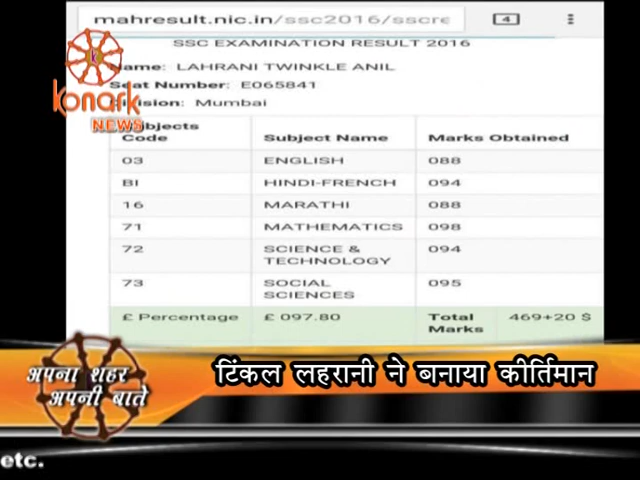 mahresult.nic.in/ssc2016/sscre
4
SSC EXAMINATION RESULT 2016
Name: LAHRANI TWINKLE ANIL
Seat Number: E065841
Division: Mumbai
konark
NEWS
Subjects Code Subject Name Marks Obtained
03 ENGLISH 088
BI HINDI-FRENCH 094
16 MARATHI 088
71 MATHEMATICS 098
72 SCIENCE & TECHNOLOGY 094
73 SOCIAL SCIENCES 095
£ Percentage £ 097.80 Total Marks 469+20 $
अपना शहर
अपनी बाते
टिंकल लहरानी ने बनाया कीर्तिमान
etc.